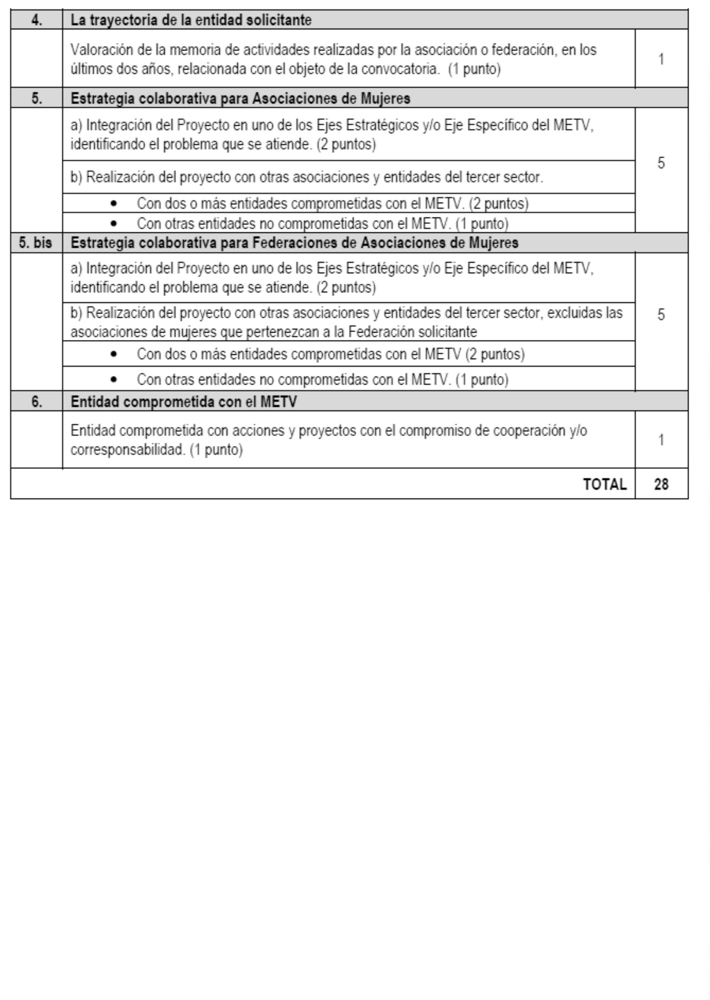 4. La trayectoria de la entidad solicitante
Valoración de la memoria de actividades realizadas por la asociación o federación, en los
últimos dos años, relacionada con el objeto de la convocatoria. (1 punto)
1
5. Estrategia colaborativa para Asociaciones de Mujeres
a) Integración del Proyecto en uno de los Ejes Estratégicos y/o Eje Específico del METV,
identificando el problema que se atiende. (2 puntos)
5
b) Realización del proyecto con otras asociaciones y entidades del tercer sector.
• Con dos o más entidades comprometidas con el METV. (2 puntos)
• Con otras entidades no comprometidas con el METV. (1 punto)
5. bis Estrategia colaborativa para Federaciones de Asociaciones de Mujeres
a) Integración del Proyecto en uno de los Ejes Estratégicos y/o Eje Específico del METV,
identificando el problema que se atiende. (2 puntos)
b) Realización del proyecto con otras asociaciones y entidades del tercer sector, excluidas las
asociaciones de mujeres que pertenezcan a la Federación solicitante
5
• Con dos o más entidades comprometidas con el METV (2 puntos)
• Con otras entidades no comprometidas con el METV. (1 punto)
6. Entidad comprometida con el METV
Entidad comprometida con acciones y proyectos con el compromiso de cooperación y/o
corresponsabilidad. (1 punto)
1
TOTAL 28